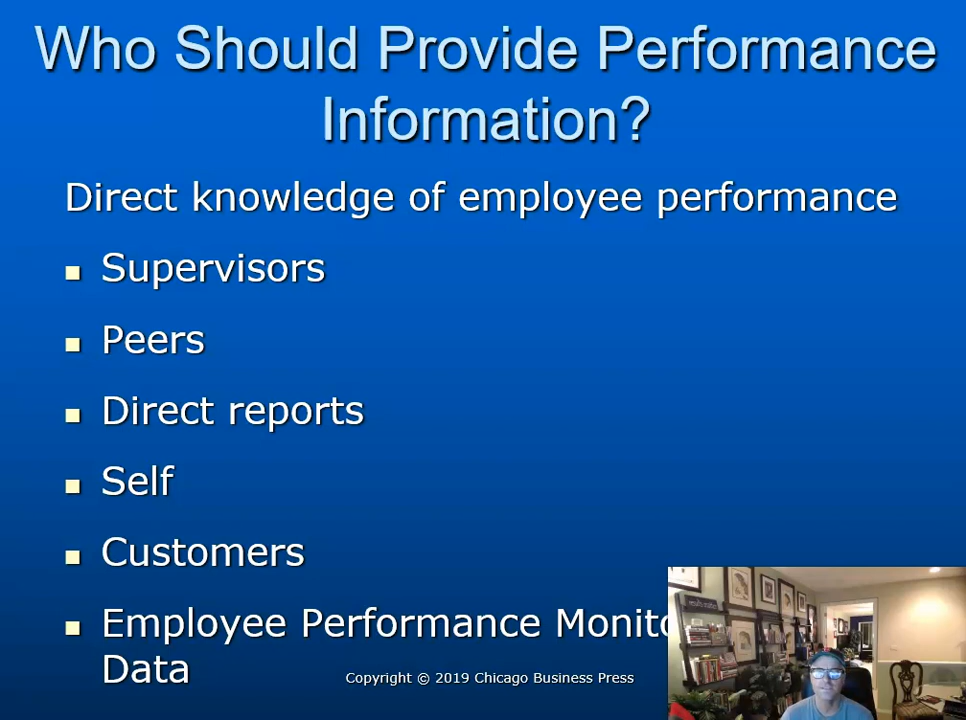 Who Should Provide Performance
Information?
Direct knowledge of employee performance
Supervisors
Peers
Direct reports
Self
Customers
Employee Performance
Data
Copyright © 2019 Chicago Business Press